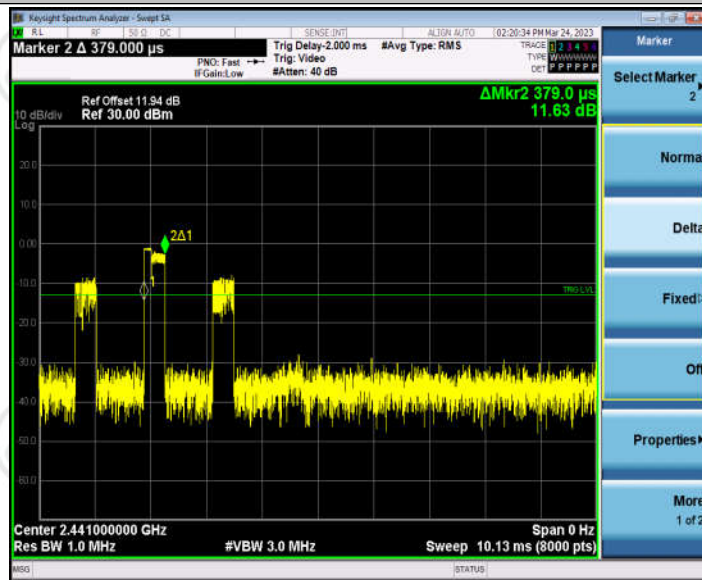 Keysight Spectrum Analyzer - Swept SA
RL RF 50 Ω DC SENSE:INT ALIGN AUTO 02:20:34 PM Mar 24, 2023
Marker 2 Δ 379.000 µs
PNO: Fast
IFGain:Low
Trig Delay-2.000 ms
Trig: Video
#Atten: 40 dB
#Avg Type: RMS
TRACE 1 2 3 4 5 6
TYPE WWWWWW
DET P P P P P P
Marker
Select Marker
2
Ref Offset 11.94 dB
Ref 30.00 dBm
ΔMkr2 379.0 µs
11.63 dB
10 dB/div
Log
20.0
10.0
0.00
2Δ1
-10.0
TRIG LVL
-20.0
-30.0
-40.0
-50.0
-60.0
Norma
Delta
Fixed
Off
Properties
More
1 of 2
Center 2.441000000 GHz
Span 0 Hz
Res BW 1.0 MHz
#VBW 3.0 MHz
Sweep 10.13 ms (8000 pts)
MSG STATUS